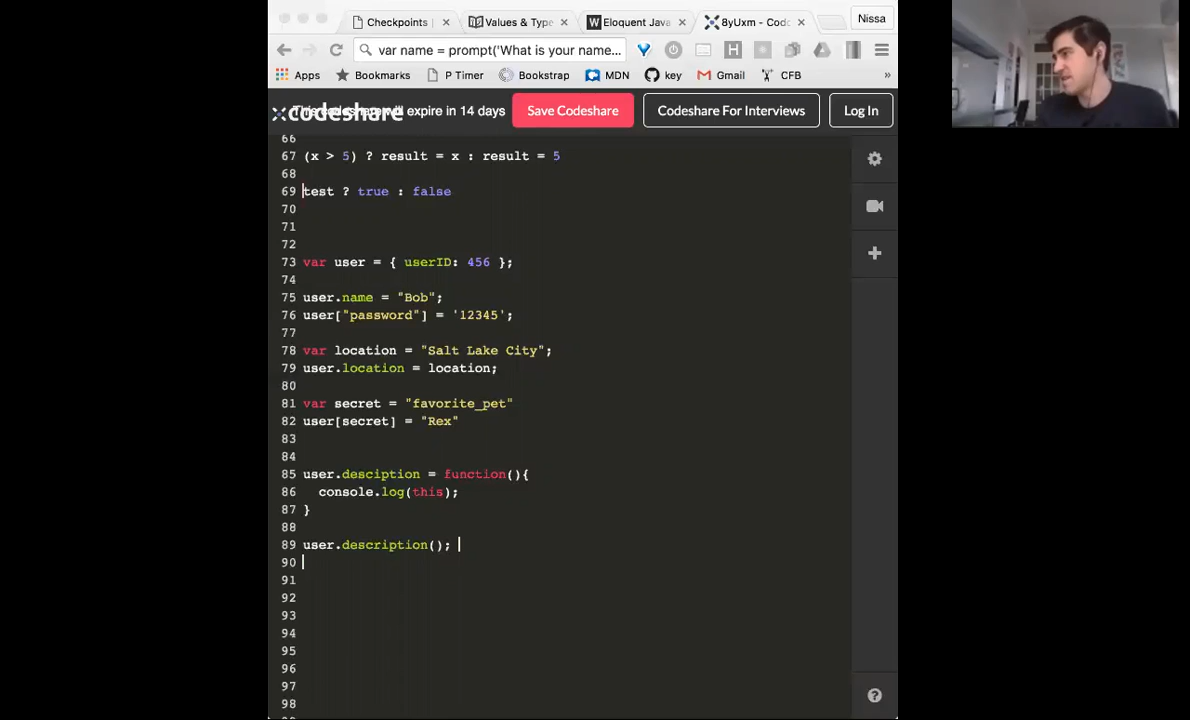 Checkpoints
Values & Type
Eloquent Java
8yUxm - Cod
Nissa
var name = prompt('What is your name...
Apps
Bookmarks
P Timer
Bookstrap
MDN
key
Gmail
CFB
»
codeshare
will expire in 14 days
Save Codeshare
Codeshare For Interviews
Log In
66
67 (x > 5) ? result = x : result = 5
68
69 test ? true : false
70
71
72
73 var user = { userID: 456 };
74
75 user.name = "Bob";
76 user["password"] = '12345';
77
78 var location = "Salt Lake City";
79 user.location = location;
80
81 var secret = "favorite_pet"
82 user[secret] = "Rex"
83
84
85 user.desciption = function(){
86 console.log(this);
87 }
88
89 user.description();
90
91
92
93
94
95
96
97
98